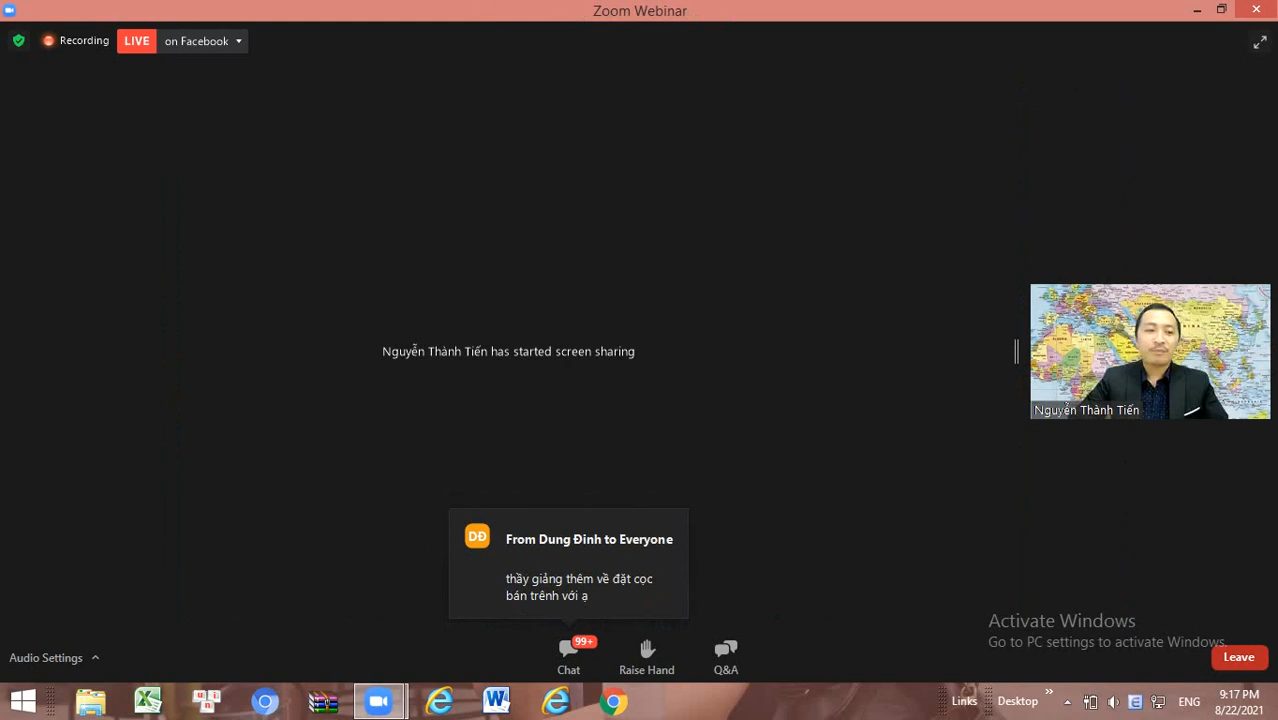 Zoom Webinar
Recording
LIVE
on Facebook
Nguyễn Thành Tiến has started screen sharing
Nguyễn Thành Tiến
DĐ
From Dung Đinh to Everyone
thầy giảng thêm về đặt cọc
bán trênh với ạ
Activate Windows
Go to PC settings to activate Windows.
Audio Settings
99+
Chat
Raise Hand
Q&A
Leave
Links
Desktop
ENG
9:17 PM
8/22/2021